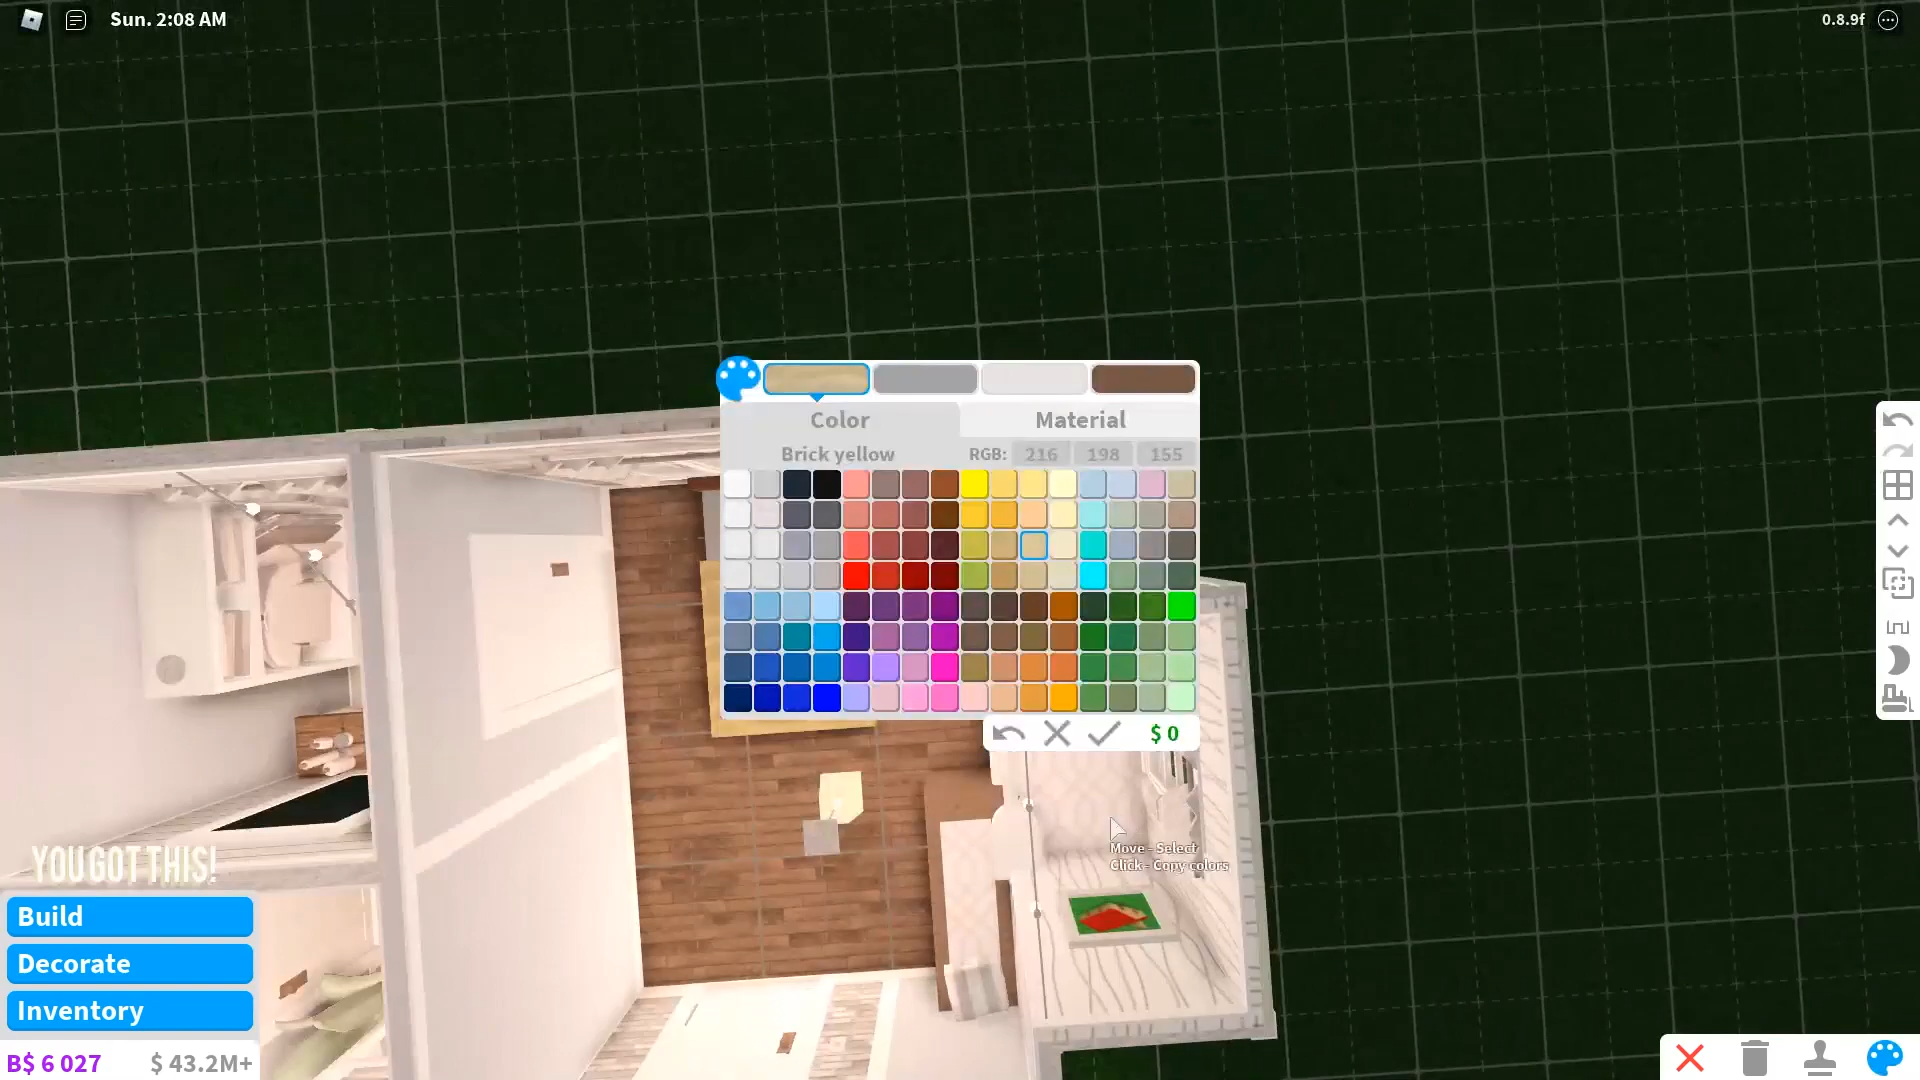 Sun. 2:08 AM
0.8.9f
Color
Material
Brick yellow
RGB: 216 198 155
$ 0
Move - Select
Click - Copy colors
YOU GOT THIS!
Build
Decorate
Inventory
B$ 6 027
$ 43.2M+